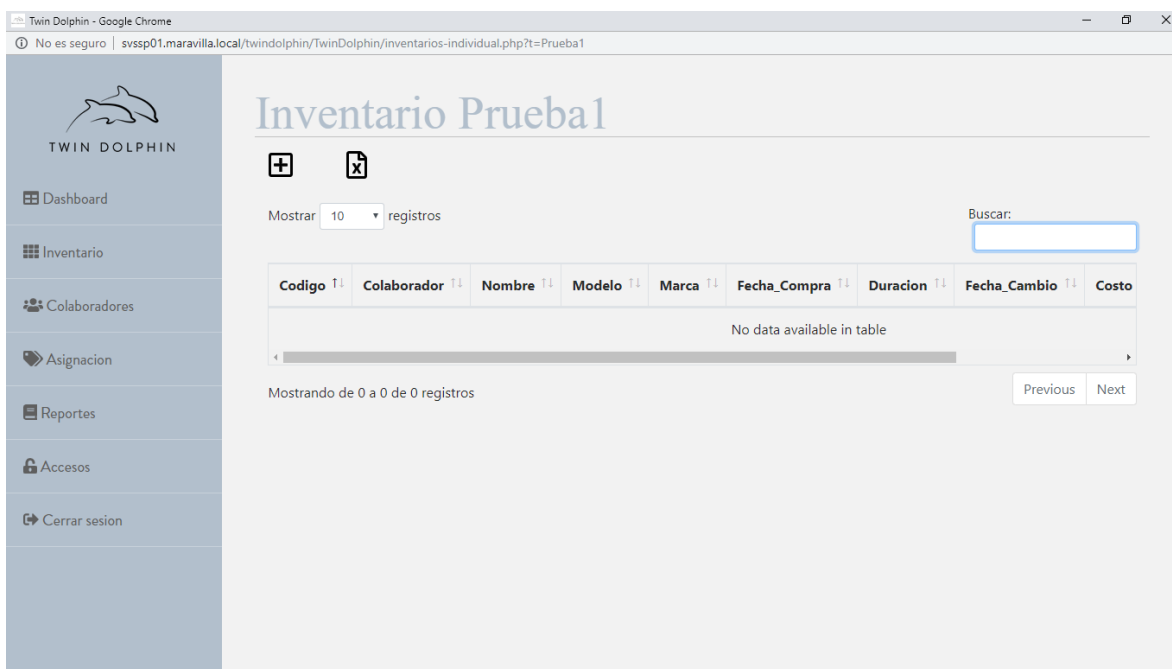 Twin Dolphin - Google Chrome
No es seguro | svssp01.maravilla.local/twindolphin/TwinDolphin/inventarios-individual.php?t=Prueba1
TWIN DOLPHIN
Dashboard
Inventario
Colaboradores
Asignacion
Reportes
Accesos
Cerrar sesion
Inventario Prueba1
Mostrar 10 registros
Buscar:
Codigo Colaborador Nombre Modelo Marca Fecha_Compra Duracion Fecha_Cambio Costo
No data available in table
Mostrando de 0 a 0 de 0 registros
Previous Next